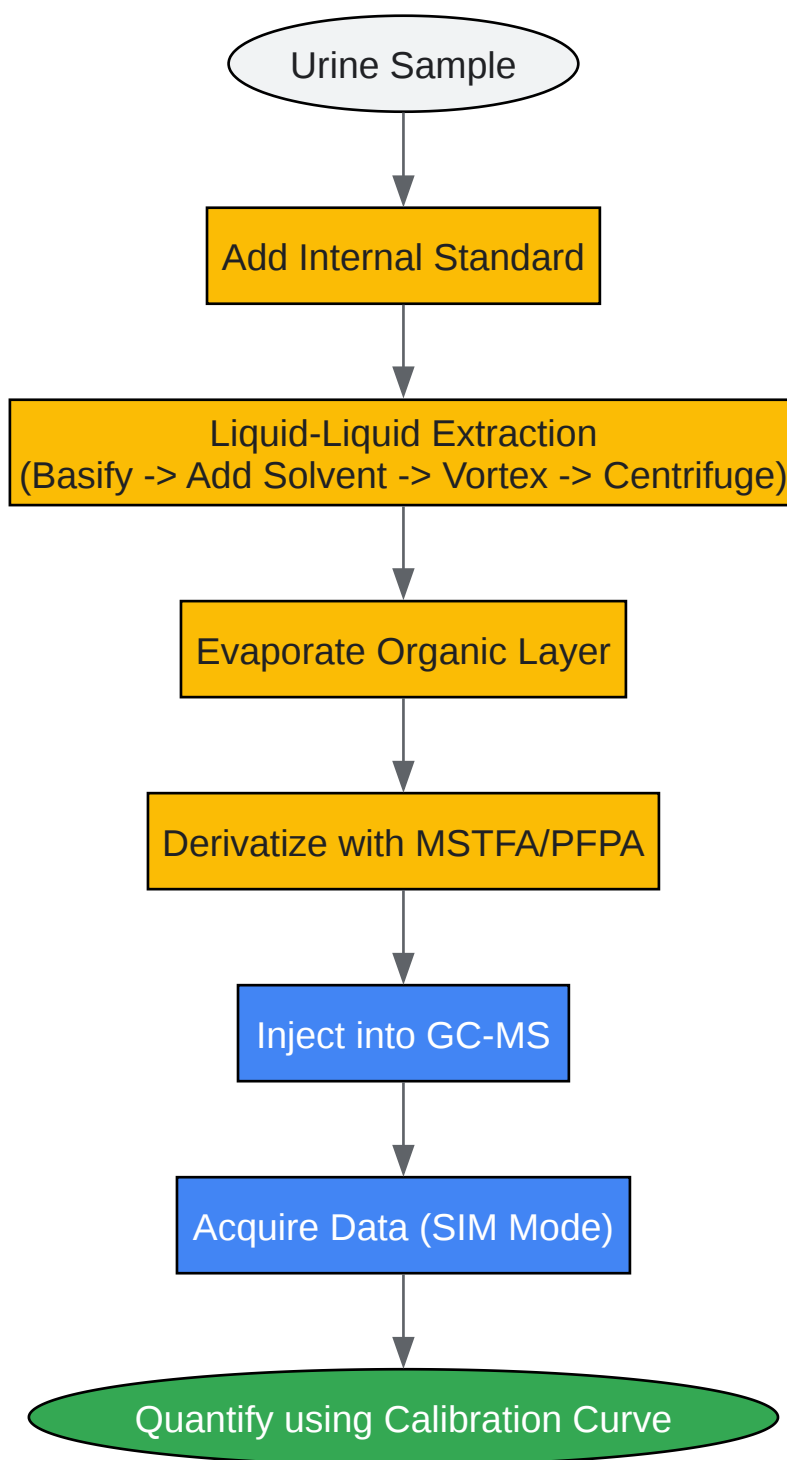 Urine Sample
Add Internal Standard
Liquid-Liquid Extraction
(Basify -> Add Solvent -> Vortex -> Centrifuge)
Evaporate Organic Layer
Derivatize with MSTFA/PFPA
Inject into GC-MS
Acquire Data (SIM Mode)
Quantify using Calibration Curve